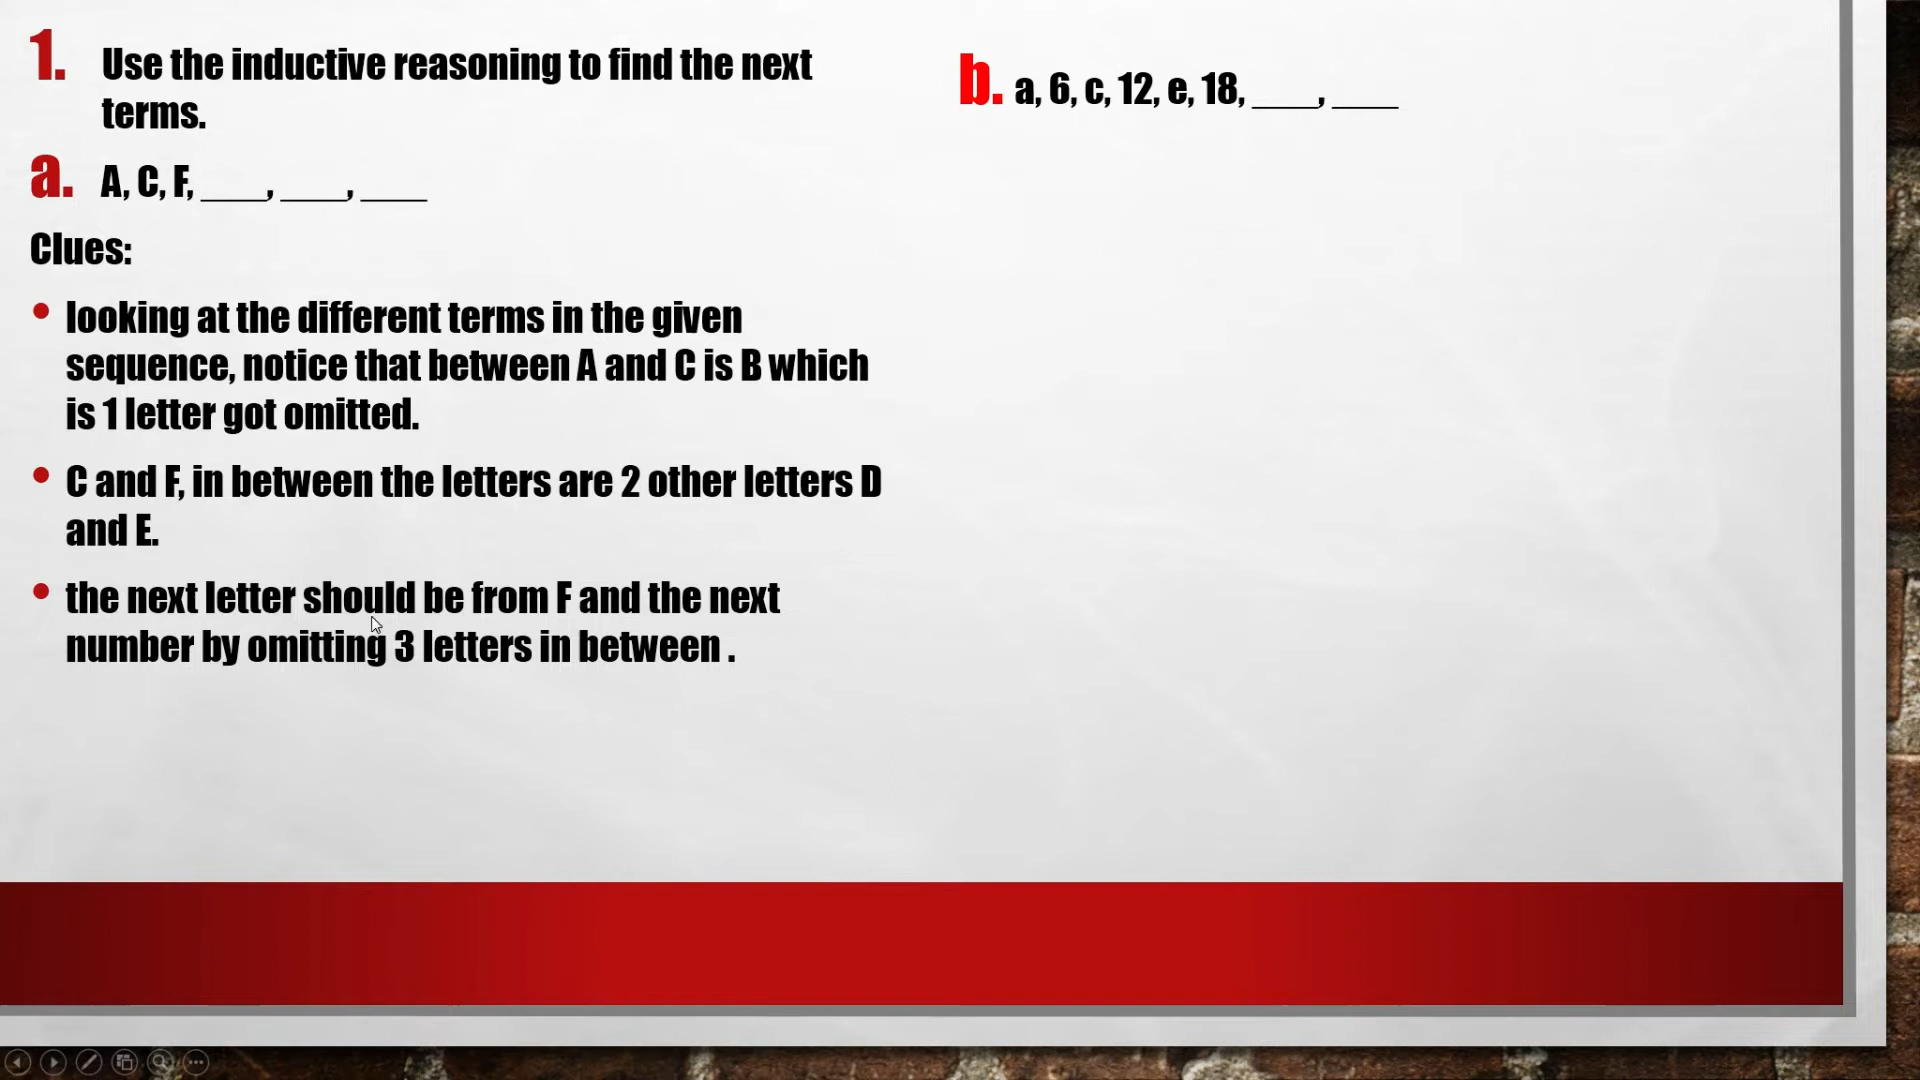 1. Use the inductive reasoning to find the next
terms.
a. A, C, F, ____, ____, ____
Clues:
• looking at the different terms in the given
sequence, notice that between A and C is B which
is 1 letter got omitted.
• C and F, in between the letters are 2 other letters D
and E.
• the next letter should be from F and the next
number by omitting 3 letters in between .
b. a, 6, c, 12, e, 18, ____, ____